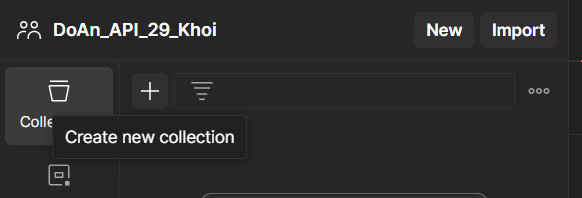 DoAn_API_29_Khoi
New
Import
Colle
Create new collection